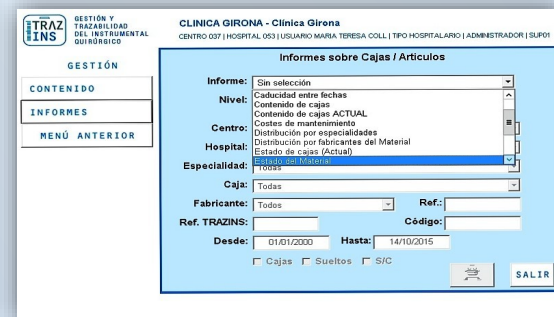 TRAZ
INS
GESTIÓN Y
TRAZABILIDAD
DEL INSTRUMENTAL
QUIRÚRGICO
CLINICA GIRONA - Clínica Girona
CENTRO 037 | HOSPITAL 053 | USUARIO MARIA TERESA COLL | TIPO HOSPITALARIO | ADMINISTRADOR | SUP01
GESTIÓN
CONTENIDO
INFORMES
MENÚ ANTERIOR
Informes sobre Cajas / Articulos
Informe: Sin selección
Caducidad entre fechas
Contenido de cajas
Contenido de cajas ACTUAL
Costes de mantenimiento
Distribución por especialidades
Distribución por fabricantes del Material
Estado de cajas (Actual)
Estado del Material
Nivel:
Centro:
Hospital:
Especialidad: Todas
Caja: Todas
Fabricante: Todos Ref.:
Ref. TRAZINS: Código:
Desde: 01/01/2000 Hasta: 14/10/2015
Cajas Sueltos S/C
SALIR